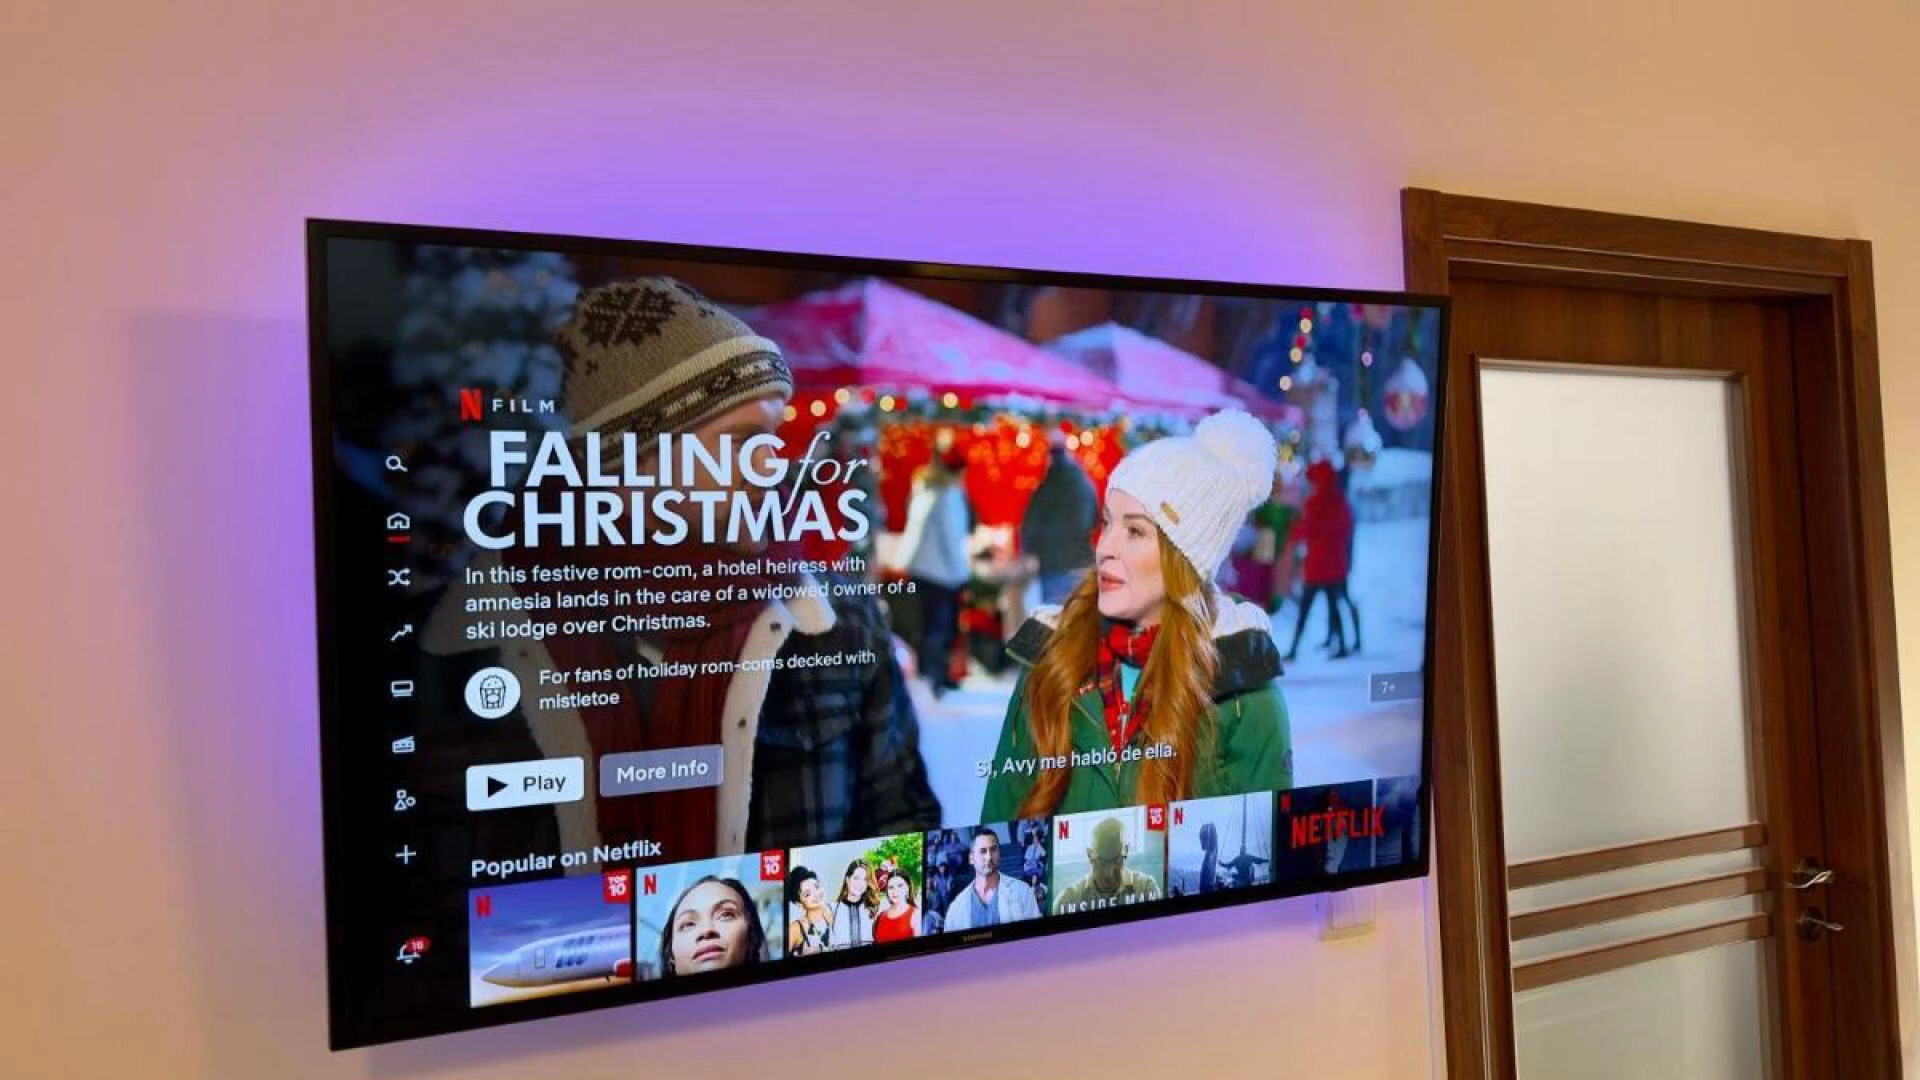 N FILM
FALLING for
CHRISTMAS
In this festive rom-com, a hotel heiress with
amnesia lands in the care of a widowed owner of a
ski lodge over Christmas.
For fans of holiday rom-coms decked with
mistletoe
7+
Play
More Info
Sí, Avy me habló de ella.
Popular on Netflix
N
TOP
10
N
TOP
10
N
INSIDE MAN
TOP
10
N
N
NETFLIX
16
SAMSUNG